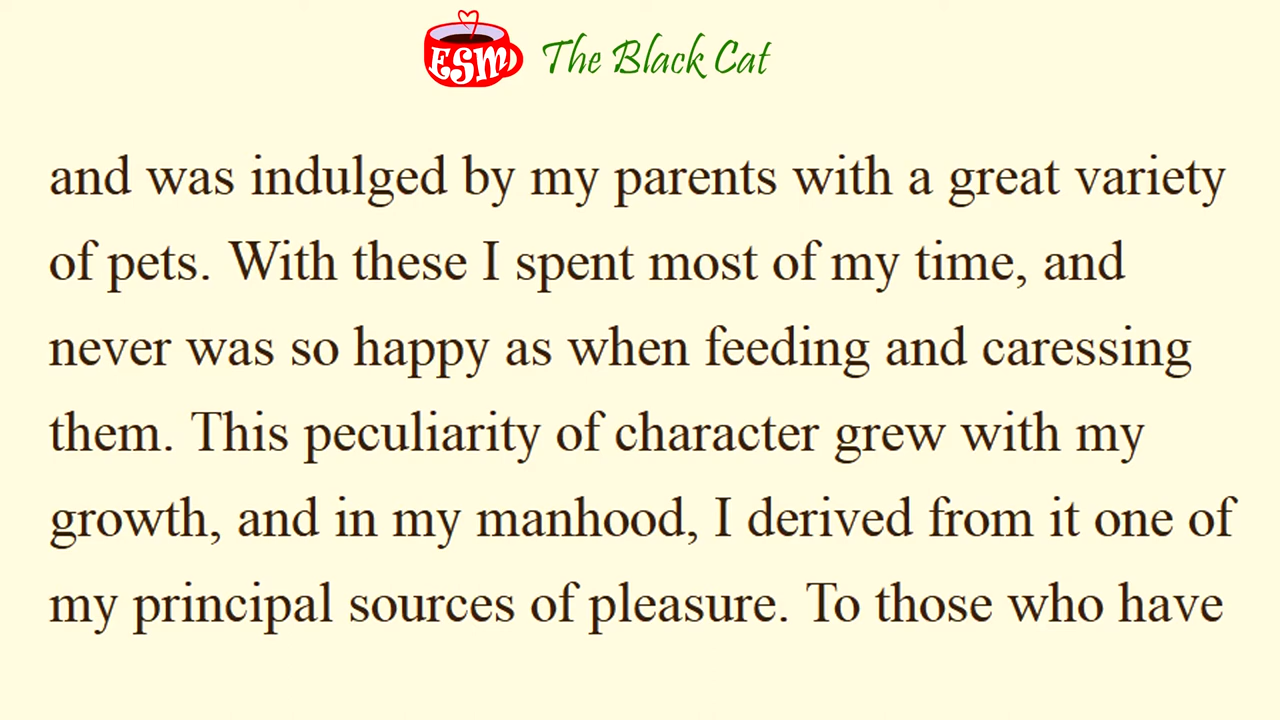 ESM The Black Cat
and was indulged by my parents with a great variety
of pets. With these I spent most of my time, and
never was so happy as when feeding and caressing
them. This peculiarity of character grew with my
growth, and in my manhood, I derived from it one of
my principal sources of pleasure. To those who have